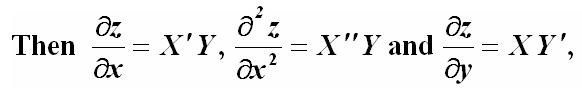 Then ∂z/∂x = X′Y, ∂²z/∂x² = X″Y and ∂z/∂y = XY′,